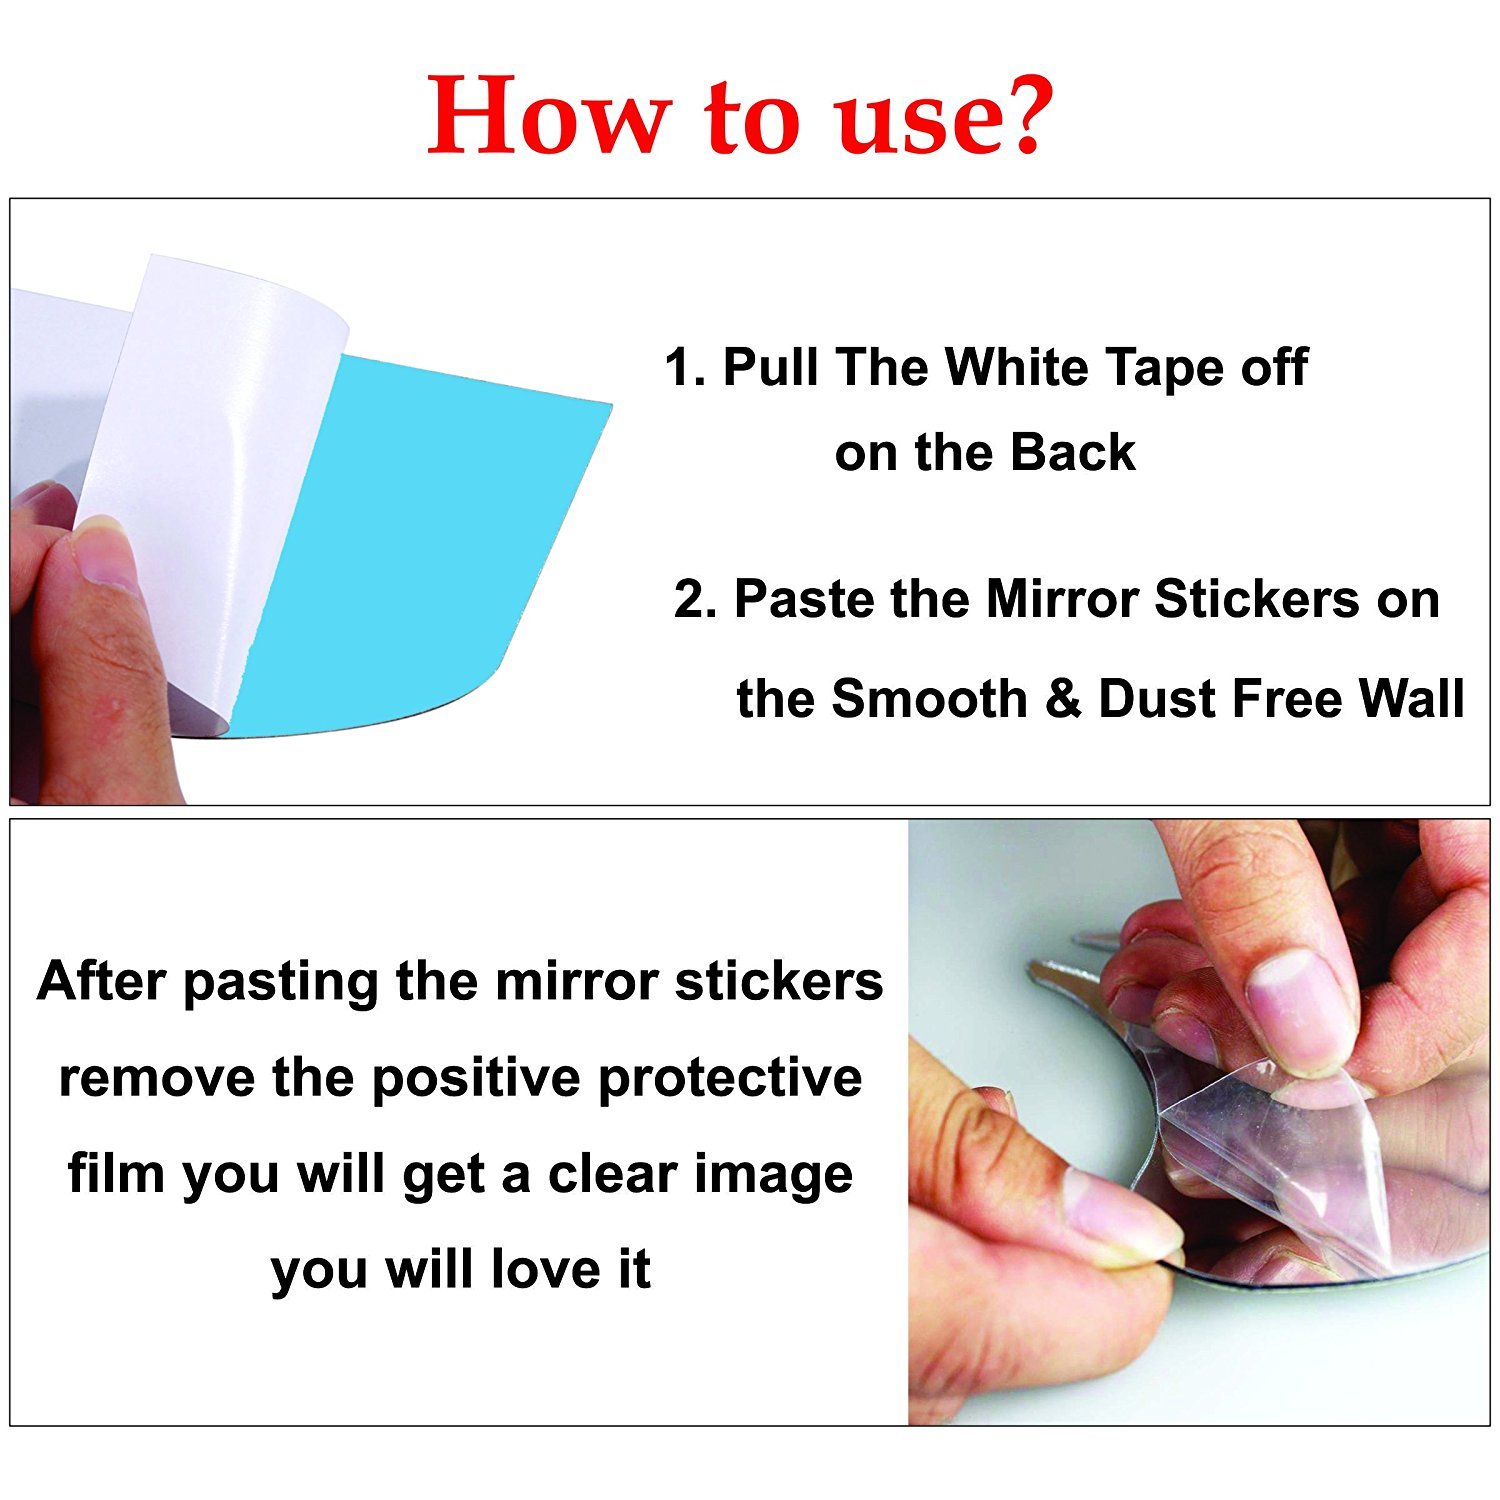 How to use?
1. Pull The White Tape off
on the Back
2. Paste the Mirror Stickers on
the Smooth & Dust Free Wall
After pasting the mirror stickers
remove the positive protective
film you will get a clear image
you will love it